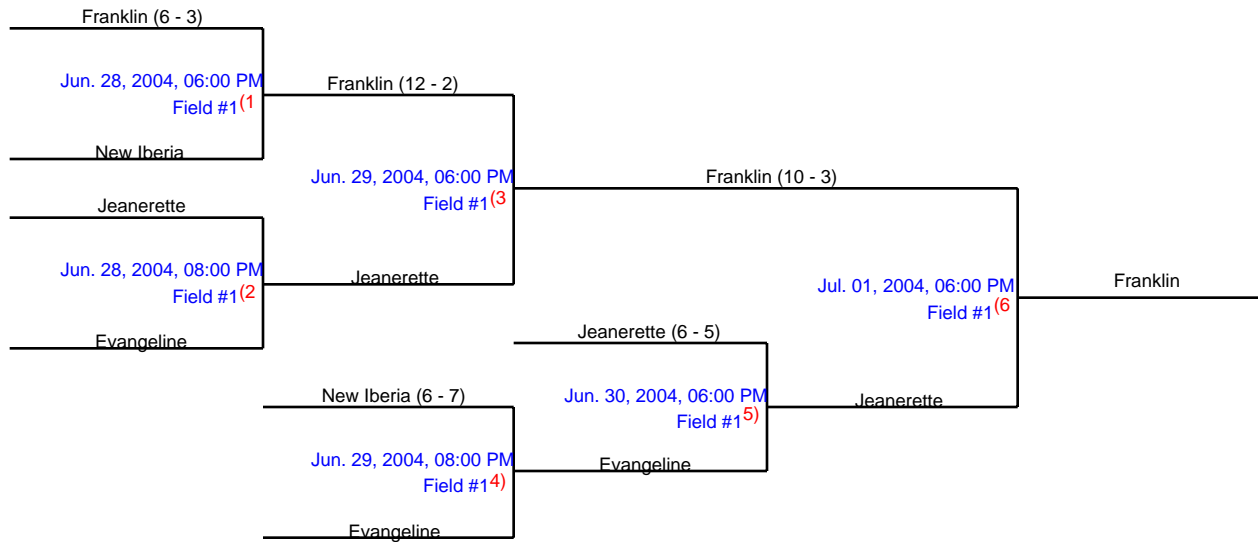 Franklin (6 - 3)
Jun. 28, 2004, 06:00 PM
Field #1(1
New Iberia
Jeanerette
Jun. 28, 2004, 08:00 PM
Field #1(2
Evangeline
Franklin (12 - 2)
Jun. 29, 2004, 06:00 PM
Field #1(3
Jeanerette
New Iberia (6 - 7)
Jun. 29, 2004, 08:00 PM
Field #14)
Evangeline
Franklin (10 - 3)
Jeanerette (6 - 5)
Jun. 30, 2004, 06:00 PM
Field #15)
Evangeline
Jul. 01, 2004, 06:00 PM
Field #1(6
Jeanerette
Franklin